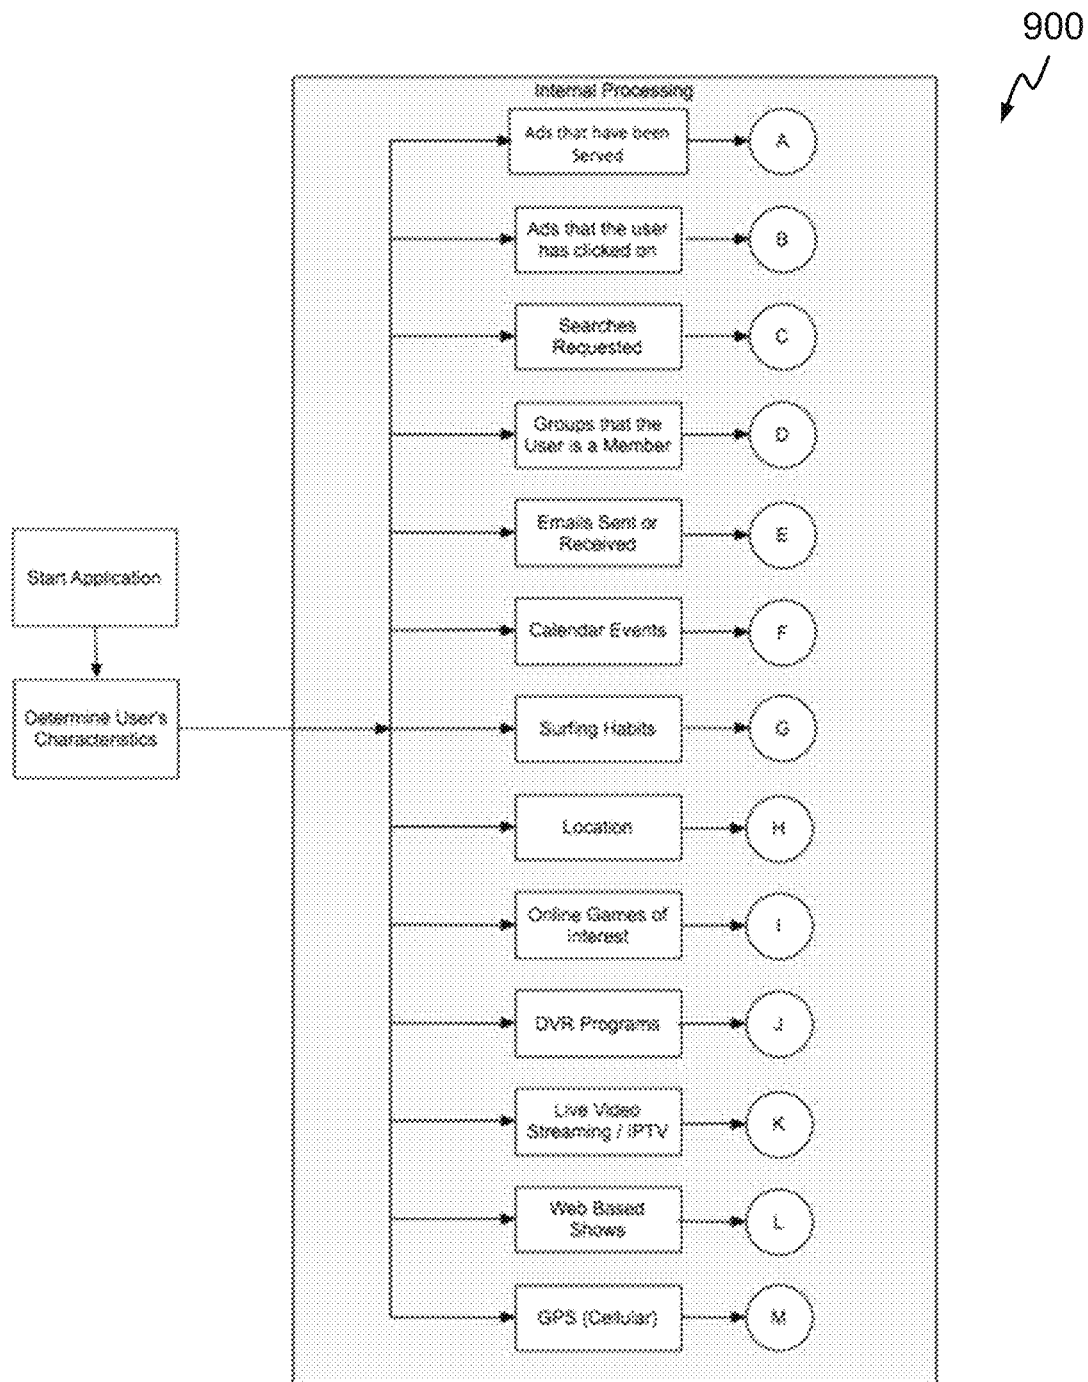 900
Internal Processing
Ads that have been
Served
A
Ads that the user
has clicked on
B
Searches
Requested
C
Groups that the
User is a Member
D
Emails Sent or
Received
E
Start Application
Calendar Events
F
Determine User's
Characteristics
Surfing Habits
G
Location
H
Online Games of
Interest
I
DVR Programs
J
Live Video
Streaming / IPTV
K
Web Based
Shows
L
GPS (Cellular)
M